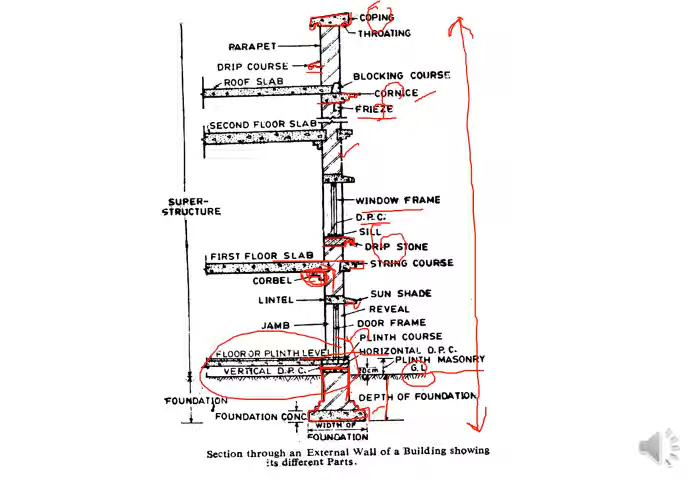 COPING
THROATING
PARAPET
DRIP COURSE
BLOCKING COURSE
ROOF SLAB
CORNICE
FRIEZE
SECOND FLOOR SLAB
WINDOW FRAME
SUPER-
STRUCTURE
D.P.C.
SILL
DRIP STONE
FIRST FLOOR SLAB
STRING COURSE
CORBEL
SUN SHADE
LINTEL
REVEAL
JAMB
DOOR FRAME
PLINTH COURSE
FLOOR OR PLINTH LEVEL
HORIZONTAL D.P.C.
PLINTH MASONRY
VERTICAL D.P.C.
G.L
FOUNDATION
DEPTH OF FOUNDATION
FOUNDATION CONC.
WIDTH OF
FOUNDATION
Section through an External Wall of a Building showing
its different Parts.